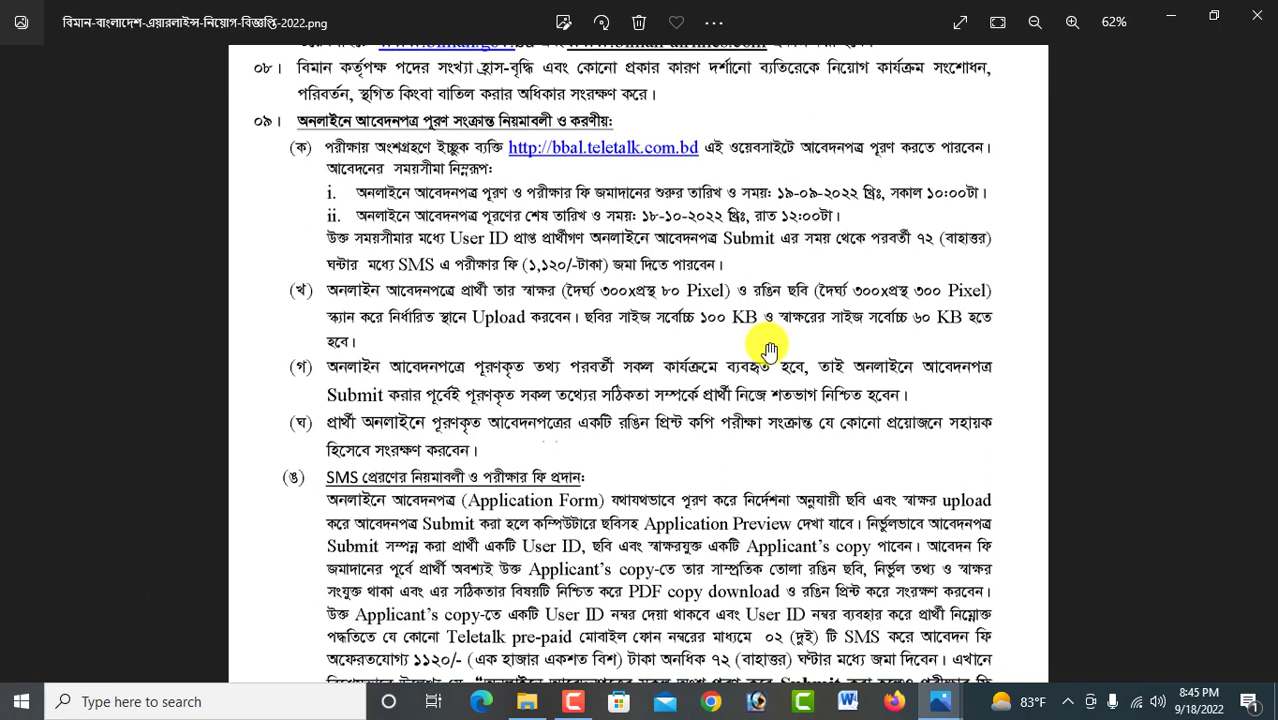 বিমান-বাংলাদেশ-এয়ারলাইন্স-নিয়োগ-বিজ্ঞপ্তি-2022.png
62%
০৮। বিমান কর্তৃপক্ষ পদের সংখ্যা হ্রাস-বৃদ্ধি এবং কোনো প্রকার কারণ দর্শানো ব্যতিরেকে নিয়োগ কার্যক্রম সংশোধন,
পরিবর্তন, স্থগিত কিংবা বাতিল করার অধিকার সংরক্ষণ করে।
০৯। অনলাইনে আবেদনপত্র পূরণ সংক্রান্ত নিয়মাবলী ও করণীয়:
(ক) পরীক্ষায় অংশগ্রহণে ইচ্ছুক ব্যক্তি http://bbal.teletalk.com.bd এই ওয়েবসাইটে আবেদনপত্র পূরণ করতে পারবেন।
আবেদনের সময়সীমা নিম্নরূপ:
i. অনলাইনে আবেদনপত্র পূরণ ও পরীক্ষার ফি জমাদানের শুরুর তারিখ ও সময়: ১৯-০৯-২০২২ খ্রিঃ, সকাল ১০:০০টা।
ii. অনলাইনে আবেদনপত্র পূরণের শেষ তারিখ ও সময়: ১৮-১০-২০২২ খ্রিঃ, রাত ১২:০০টা।
উক্ত সময়সীমার মধ্যে User ID প্রাপ্ত প্রার্থীগণ অনলাইনে আবেদনপত্র Submit এর সময় থেকে পরবর্তী ৭২ (বাহাত্তর)
ঘন্টার মধ্যে SMS এ পরীক্ষার ফি (১,১২০/-টাকা) জমা দিতে পারবেন।
(খ) অনলাইন আবেদনপত্রে প্রার্থী তার স্বাক্ষর (দৈর্ঘ্য ৩০০xপ্রস্থ ৮০ Pixel) ও রঙিন ছবি (দৈর্ঘ্য ৩০০xপ্রস্থ ৩০০ Pixel)
স্ক্যান করে নির্ধারিত স্থানে Upload করবেন। ছবির সাইজ সর্বোচ্চ ১০০ KB ও স্বাক্ষরের সাইজ সর্বোচ্চ ৬০ KB হতে
হবে।
(গ) অনলাইন আবেদনপত্রে পূরণকৃত তথ্য পরবর্তী সকল কার্যক্রমে ব্যবহৃত হবে, তাই অনলাইনে আবেদনপত্র
Submit করার পূর্বেই পূরণকৃত সকল তথ্যের সঠিকতা সম্পর্কে প্রার্থী নিজে শতভাগ নিশ্চিত হবেন।
(ঘ) প্রার্থী অনলাইনে পূরণকৃত আবেদনপত্রের একটি রঙিন প্রিন্ট কপি পরীক্ষা সংক্রান্ত যে কোনো প্রয়োজনে সহায়ক
হিসেবে সংরক্ষণ করবেন।
(ঙ) SMS প্রেরণের নিয়মাবলী ও পরীক্ষার ফি প্রদান:
অনলাইনে আবেদনপত্র (Application Form) যথাযথভাবে পূরণ করে নির্দেশনা অনুযায়ী ছবি এবং স্বাক্ষর upload
করে আবেদনপত্র Submit করা হলে কম্পিউটারে ছবিসহ Application Preview দেখা যাবে। নির্ভুলভাবে আবেদনপত্র
Submit সম্পন্ন করা প্রার্থী একটি User ID, ছবি এবং স্বাক্ষরযুক্ত একটি Applicant's copy পাবেন। আবেদন ফি
জমাদানের পূর্বে প্রার্থী অবশ্যই উক্ত Applicant's copy-তে তার সাম্প্রতিক তোলা রঙিন ছবি, নির্ভুল তথ্য ও স্বাক্ষর
সংযুক্ত থাকা এবং এর সঠিকতার বিষয়টি নিশ্চিত করে PDF copy download ও রঙিন প্রিন্ট করে সংরক্ষণ করবেন।
উক্ত Applicant's copy-তে একটি User ID নম্বর দেয়া থাকবে এবং User ID নম্বর ব্যবহার করে প্রার্থী নিম্নোক্ত
পদ্ধতিতে যে কোনো Teletalk pre-paid মোবাইল ফোন নম্বরের মাধ্যমে ০২ (দুই) টি SMS করে আবেদন ফি
অফেরতযোগ্য ১১২০/- (এক হাজার একশত বিশ) টাকা অনধিক ৭২ (বাহাত্তর) ঘণ্টার মধ্যে জমা দিবেন। এখানে
Type here to search
83°F
8:45 PM
9/18/2022